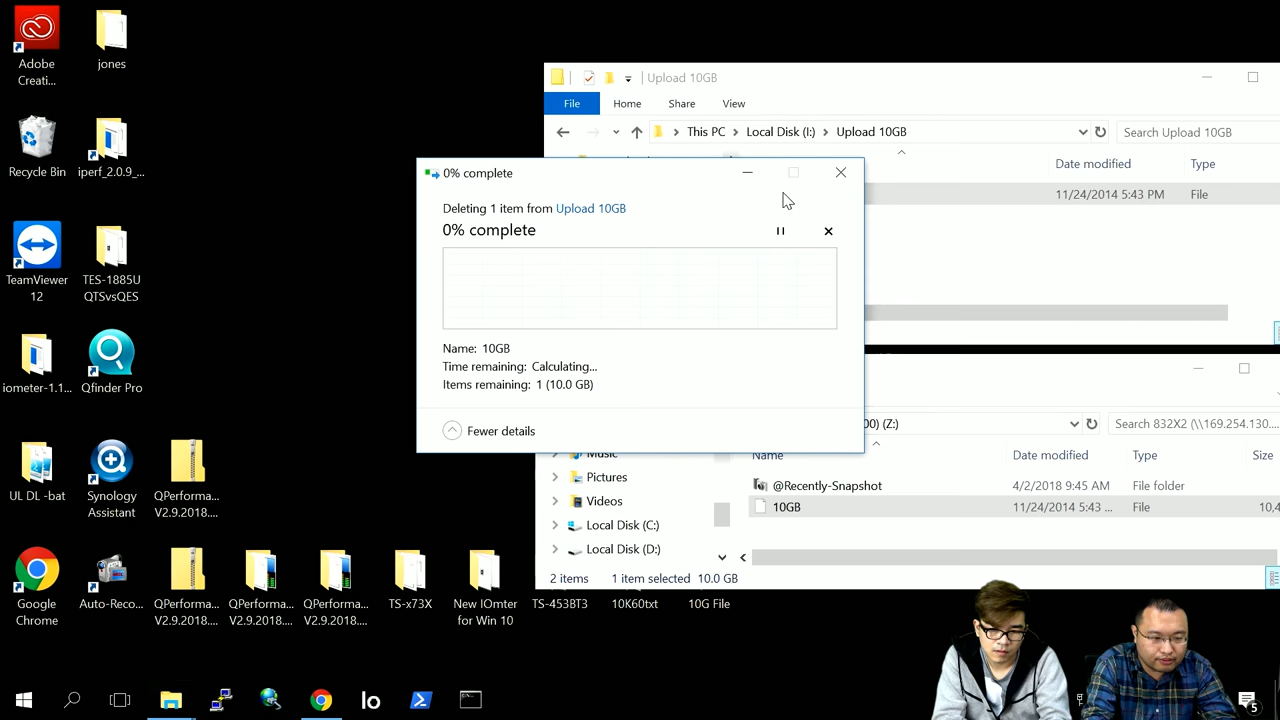 Adobe
Creati...
jones
Recycle Bin
iperf_2.0.9_...
TeamViewer
12
TES-1885U
QTSvsQES
iometer-1.1...
Qfinder Pro
UL DL -bat
Synology
Assistant
QPerforma...
V2.9.2018....
Google
Chrome
Auto-Reco...
QPerforma...
V2.9.2018....
QPerforma...
V2.9.2018....
QPerforma...
V2.9.2018....
TS-x73X
New IOmter
for Win 10
TS-453BT3
10K60txt
10G File
Upload 10GB
File
Home
Share
View
This PC
Local Disk (I:)
Upload 10GB
Search Upload 10GB
Date modified
Type
11/24/2014 5:43 PM
File
0% complete
Deleting 1 item from Upload 10GB
0% complete
Name: 10GB
Time remaining: Calculating...
Items remaining: 1 (10.0 GB)
Fewer details
00) (Z:)
Search 832X2 (\\169.254.130....
Music
Pictures
Videos
Local Disk (C:)
Local Disk (D:)
Name
Date modified
Type
Size
@Recently-Snapshot
4/2/2018 9:45 AM
File folder
10GB
11/24/2014 5:43 ...
File
10,4
2 items
1 item selected
10.0 GB
Io
5